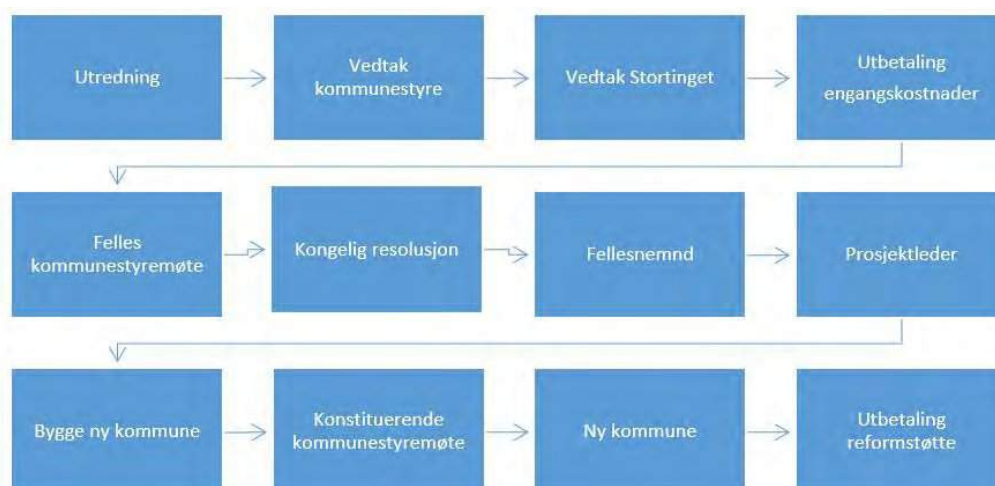 Utredning
Vedtak
kommunestyre
Vedtak Stortinget
Utbetaling
engangskostnader
Felles
kommunestyremøte
Kongelig resolusjon
Fellesnemnd
Prosjektleder
Bygge ny kommune
Konstituerende
kommunestyremøte
Ny kommune
Utbetaling
reformstøtte